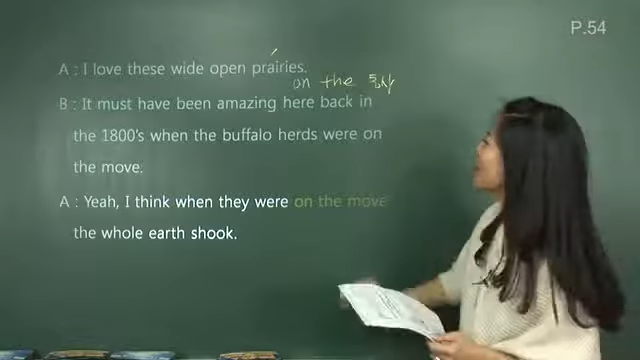 P.54
A : I love these wide open prairies.
on the 동사
B : It must have been amazing here back in
the 1800's when the buffalo herds were on
the move.
A : Yeah, I think when they were on the move
the whole earth shook.